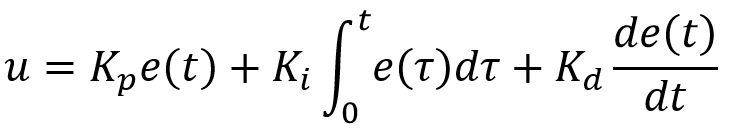 u = K_p e(t) + K_i ∫_0^t e(τ)dτ + K_d de(t)/dt